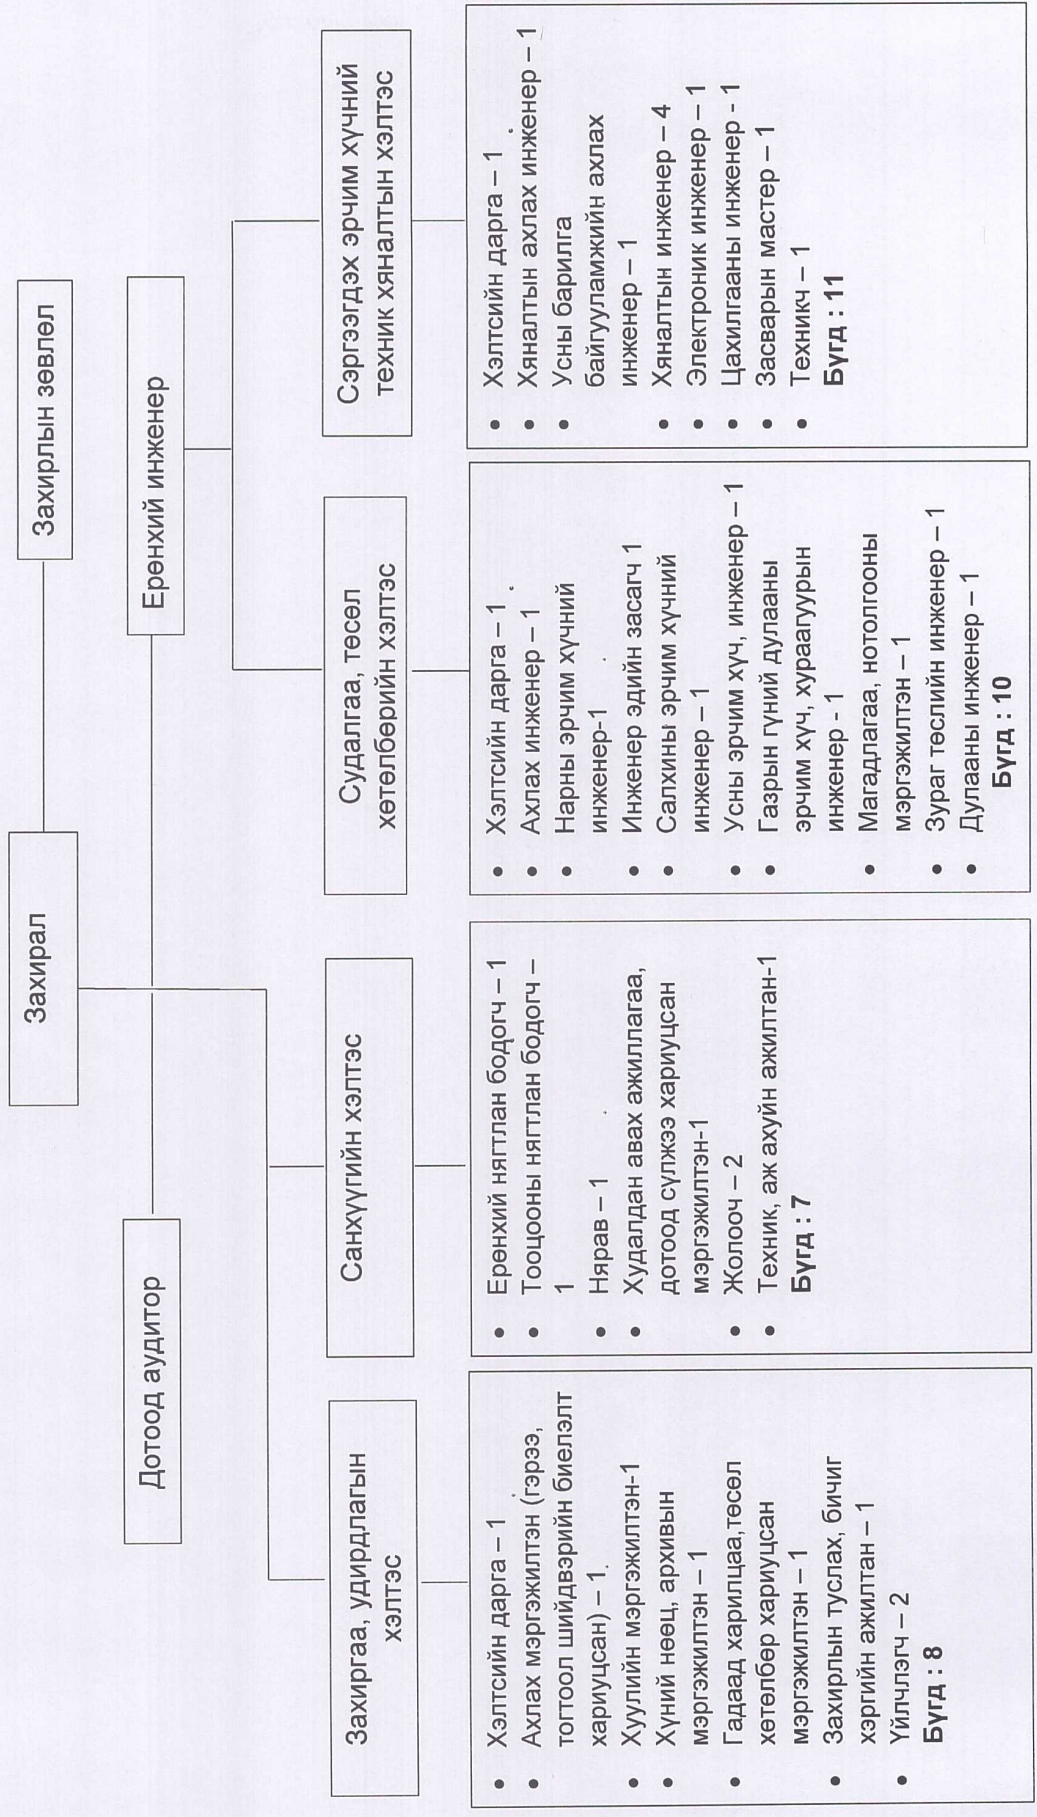 Захирал
Захирлын зөвлөл
Дотоод аудитор
Ерөнхий инженер
Захиргаа, удирдлагын
хэлтэс
Санхүүгийн хэлтэс
Судалгаа, төсөл
хөтөлбөрийн хэлтэс
Сэргээгдэх эрчим хүчний
техник хяналтын хэлтэс
• Хэлтсийн дарга – 1
• Ахлах мэргэжилтэн (гэрээ,
тогтоол шийдвэрийн биелэлт
хариуцсан) – 1
• Хуулийн мэргэжилтэн-1
• Хүний нөөц, архивын
мэргэжилтэн – 1
• Гадаад харилцаа,төсөл
хөтөлбөр хариуцсан
мэргэжилтэн – 1
• Захирлын туслах, бичиг
хэргийн ажилтан – 1
• Үйлчлэгч – 2
Бүгд : 8
• Ерөнхий нягтлан бодогч – 1
• Тооцооны нягтлан бодогч –
1
• Нярав – 1
• Худалдан авах ажиллагаа,
дотоод сүлжээ хариуцсан
мэргэжилтэн-1
• Жолооч – 2
• Техник, аж ахуйн ажилтан-1
Бүгд : 7
• Хэлтсийн дарга – 1
• Ахлах инженер – 1
• Нарны эрчим хүчний
инженер-1
• Инженер эдийн засагч 1
• Салхины эрчим хүчний
инженер – 1
• Усны эрчим хүч, инженер – 1
• Газрын гүний дулааны
эрчим хүч, хураагуурын
инженер - 1
• Магадлагаа, нотолгооны
мэргэжилтэн – 1
• Зураг төслийн инженер – 1
• Дулааны инженер – 1
Бүгд : 10
• Хэлтсийн дарга – 1
• Хяналтын ахлах инженер – 1
• Усны барилга
байгууламжийн ахлах
инженер – 1
• Хяналтын инженер – 4
• Электроник инженер – 1
• Цахилгааны инженер - 1
• Засварын мастер – 1
• Техникч – 1
Бүгд : 11